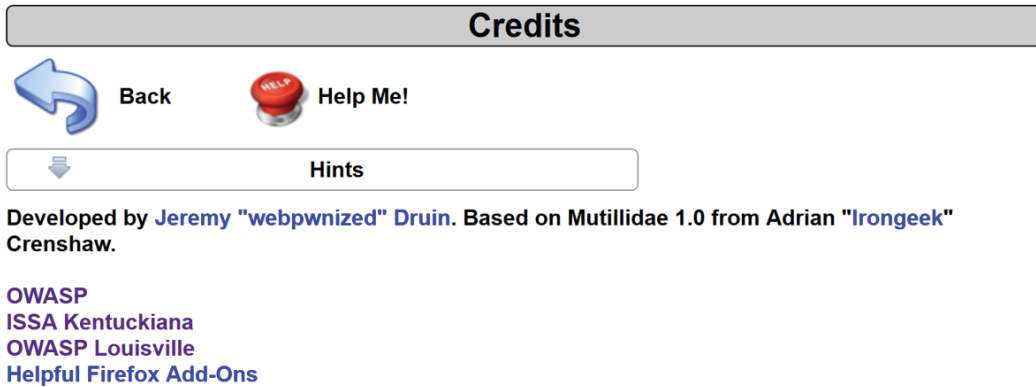 Credits
Back
HELP
Help Me!
Hints
Developed by Jeremy "webpwnized" Druin. Based on Mutillidae 1.0 from Adrian "Irongeek"
Crenshaw.
OWASP
ISSA Kentuckiana
OWASP Louisville
Helpful Firefox Add-Ons